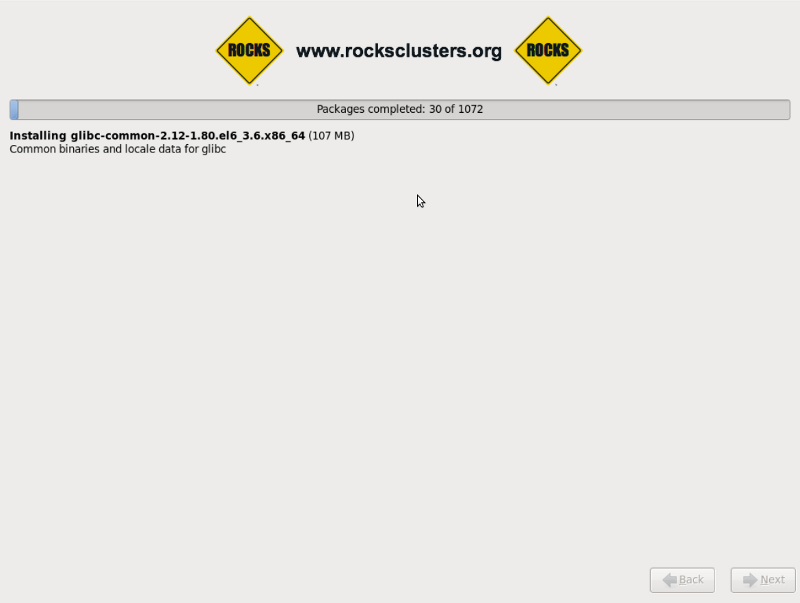 ROCKS www.rocksclusters.org ROCKS
Packages completed: 30 of 1072
Installing glibc-common-2.12-1.80.el6_3.6.x86_64 (107 MB)
Common binaries and locale data for glibc
Back Next